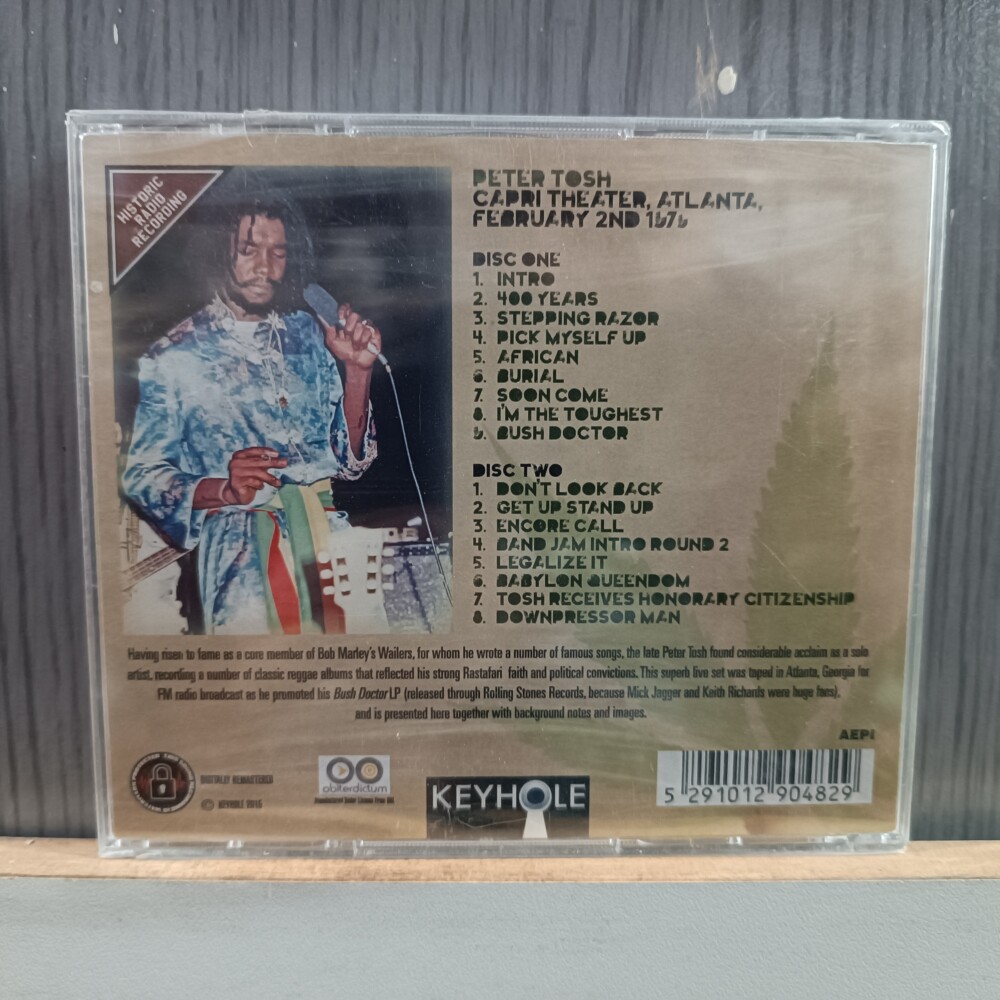 HISTORIC
RADIO
RECORDING
PETER TOSH
CAPRI THEATER, ATLANTA,
FEBRUARY 2ND 1979
DISC ONE
1. INTRO
2. 400 YEARS
3. STEPPING RAZOR
4. PICK MYSELF UP
5. AFRICAN
6. BURIAL
7. SOON COME
8. I'M THE TOUGHEST
9. BUSH DOCTOR
DISC TWO
1. DON'T LOOK BACK
2. GET UP STAND UP
3. ENCORE CALL
4. BAND JAM INTRO ROUND 2
5. LEGALIZE IT
6. BABYLON QUEENDOM
7. TOSH RECEIVES HONORARY CITIZENSHIP
8. DOWNPRESSOR MAN
Having risen to fame as a core member of Bob Marley's Wailers, for whom he wrote a number of famous songs, the late Peter Tosh found considerable acclaim as a solo
artist, recording a number of classic reggae albums that reflected his strong Rastafari faith and political convictions. This superb live set was taped in Atlanta, Georgia for
FM radio broadcast as he promoted his Bush Doctor LP (released through Rolling Stones Records, because Mick Jagger and Keith Richards were huge fans),
and is presented here together with background notes and images.
AEPI
DIGITALLY REMASTERED
© KEYHOLE 2015
obiterdictum
KEYHOLE
5 291012 904829